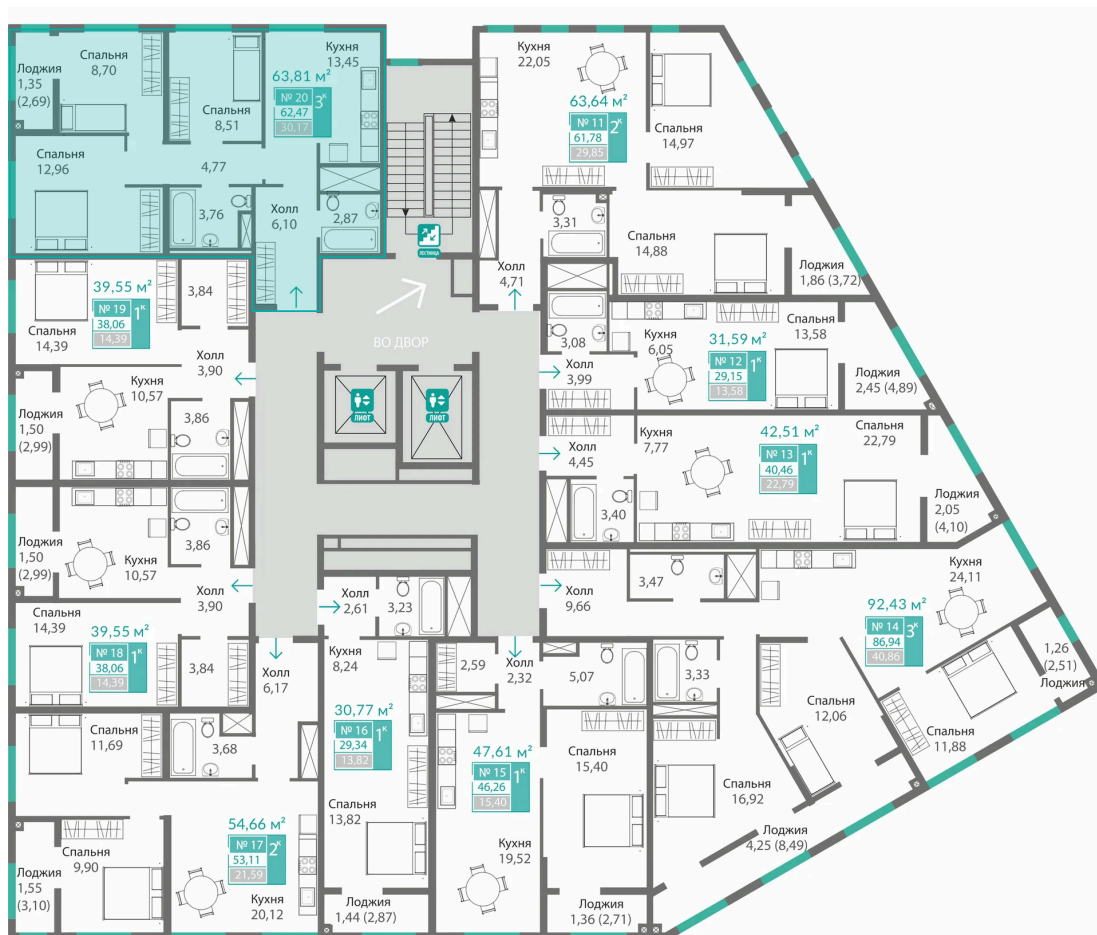 Лоджия
1,35
(2,69)
Спальня
8,70
Спальня
8,51
63,81 м²
№ 20
3к
62,47
30,17
Кухня
13,45
Спальня
12,96
4,77
3,76
Холл
6,10
2,87
ЛЕСТНИЦА
ВО ДВОР
ЛИФТ
ЛИФТ
Кухня
22,05
63,64 м²
№ 11
2к
61,78
29,85
Спальня
14,97
3,31
Спальня
14,88
Лоджия
1,86 (3,72)
Холл
4,71
39,55 м²
№ 19
1к
38,06
14,39
3,84
Спальня
14,39
Холл
3,90
Кухня
10,57
Лоджия
1,50
(2,99)
3,86
3,08
Кухня
6,05
31,59 м²
№ 12
1к
29,15
13,58
Спальня
13,58
Холл
3,99
Лоджия
2,45 (4,89)
Холл
4,45
Кухня
7,77
42,51 м²
№ 13
1к
40,46
22,79
Спальня
22,79
3,40
Лоджия
2,05
(4,10)
Лоджия
1,50
(2,99)
Кухня
10,57
3,86
Холл
3,90
Спальня
14,39
39,55 м²
№ 18
1к
38,06
14,39
3,84
Холл
9,66
3,47
Кухня
24,11
92,43 м²
№ 14
3к
86,94
40,86
1,26
(2,51)
Лоджия
Холл
2,61
3,23
Холл
6,17
Кухня
8,24
2,59
Холл
2,32
5,07
3,33
Спальня
12,06
Спальня
11,88
Спальня
11,69
3,68
30,77 м²
№ 16
1к
29,34
13,82
Спальня
13,82
47,61 м²
№ 15
1к
46,26
15,40
Спальня
15,40
Спальня
16,92
54,66 м²
№ 17
2к
53,11
21,59
Спальня
9,90
Лоджия
1,55
(3,10)
Кухня
20,12
Кухня
19,52
Лоджия
4,25 (8,49)
Лоджия
1,44 (2,87)
Лоджия
1,36 (2,71)